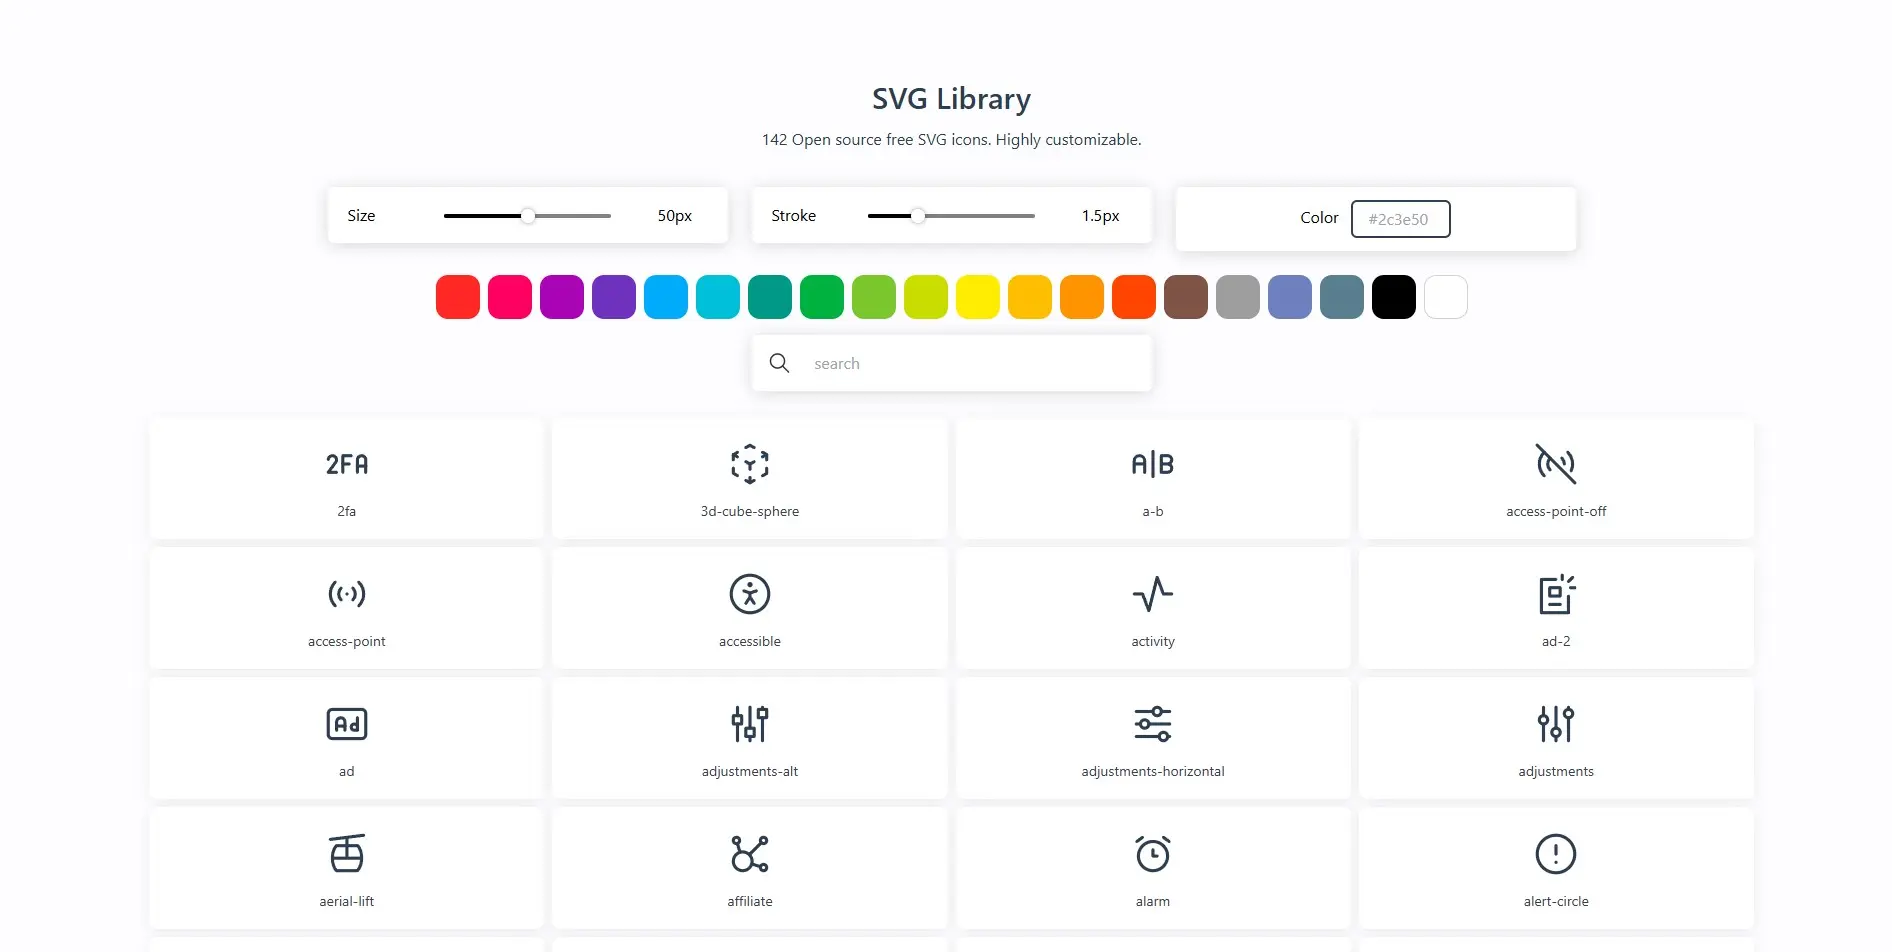 SVG Library
142 Open source free SVG icons. Highly customizable.
Size 50px Stroke 1.5px Color #2c3e50
search
2FA A|B
2fa 3d-cube-sphere a-b access-point-off
access-point accessible activity ad-2
Ad
ad adjustments-alt adjustments-horizontal adjustments
aerial-lift affiliate alarm alert-circle